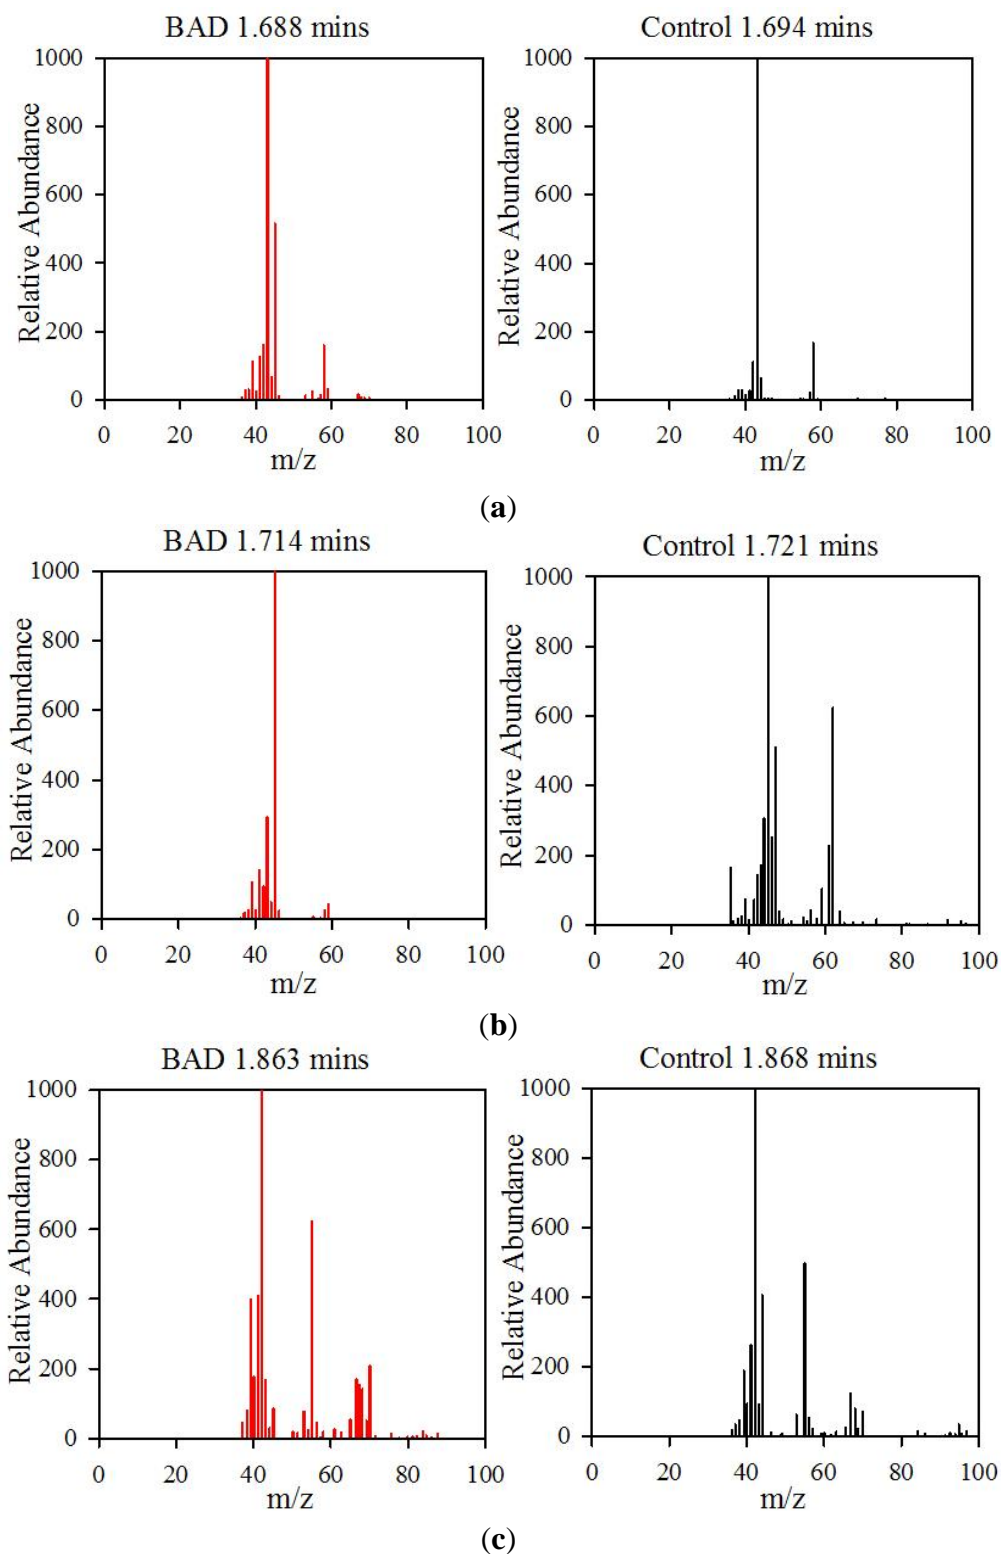 BAD 1.688 mins
Relative Abundance
1000
800
600
400
200
0
0 20 40 60 80 100
m/z
Control 1.694 mins
Relative Abundance
1000
800
600
400
200
0
0 20 40 60 80 100
m/z
(a)
BAD 1.714 mins
Relative Abundance
1000
800
600
400
200
0
0 20 40 60 80 100
m/z
Control 1.721 mins
Relative Abundance
1000
800
600
400
200
0
0 20 40 60 80 100
m/z
(b)
BAD 1.863 mins
Relative Abundance
1000
800
600
400
200
0
0 20 40 60 80 100
m/z
Control 1.868 mins
Relative Abundance
1000
800
600
400
200
0
0 20 40 60 80 100
m/z
(c)